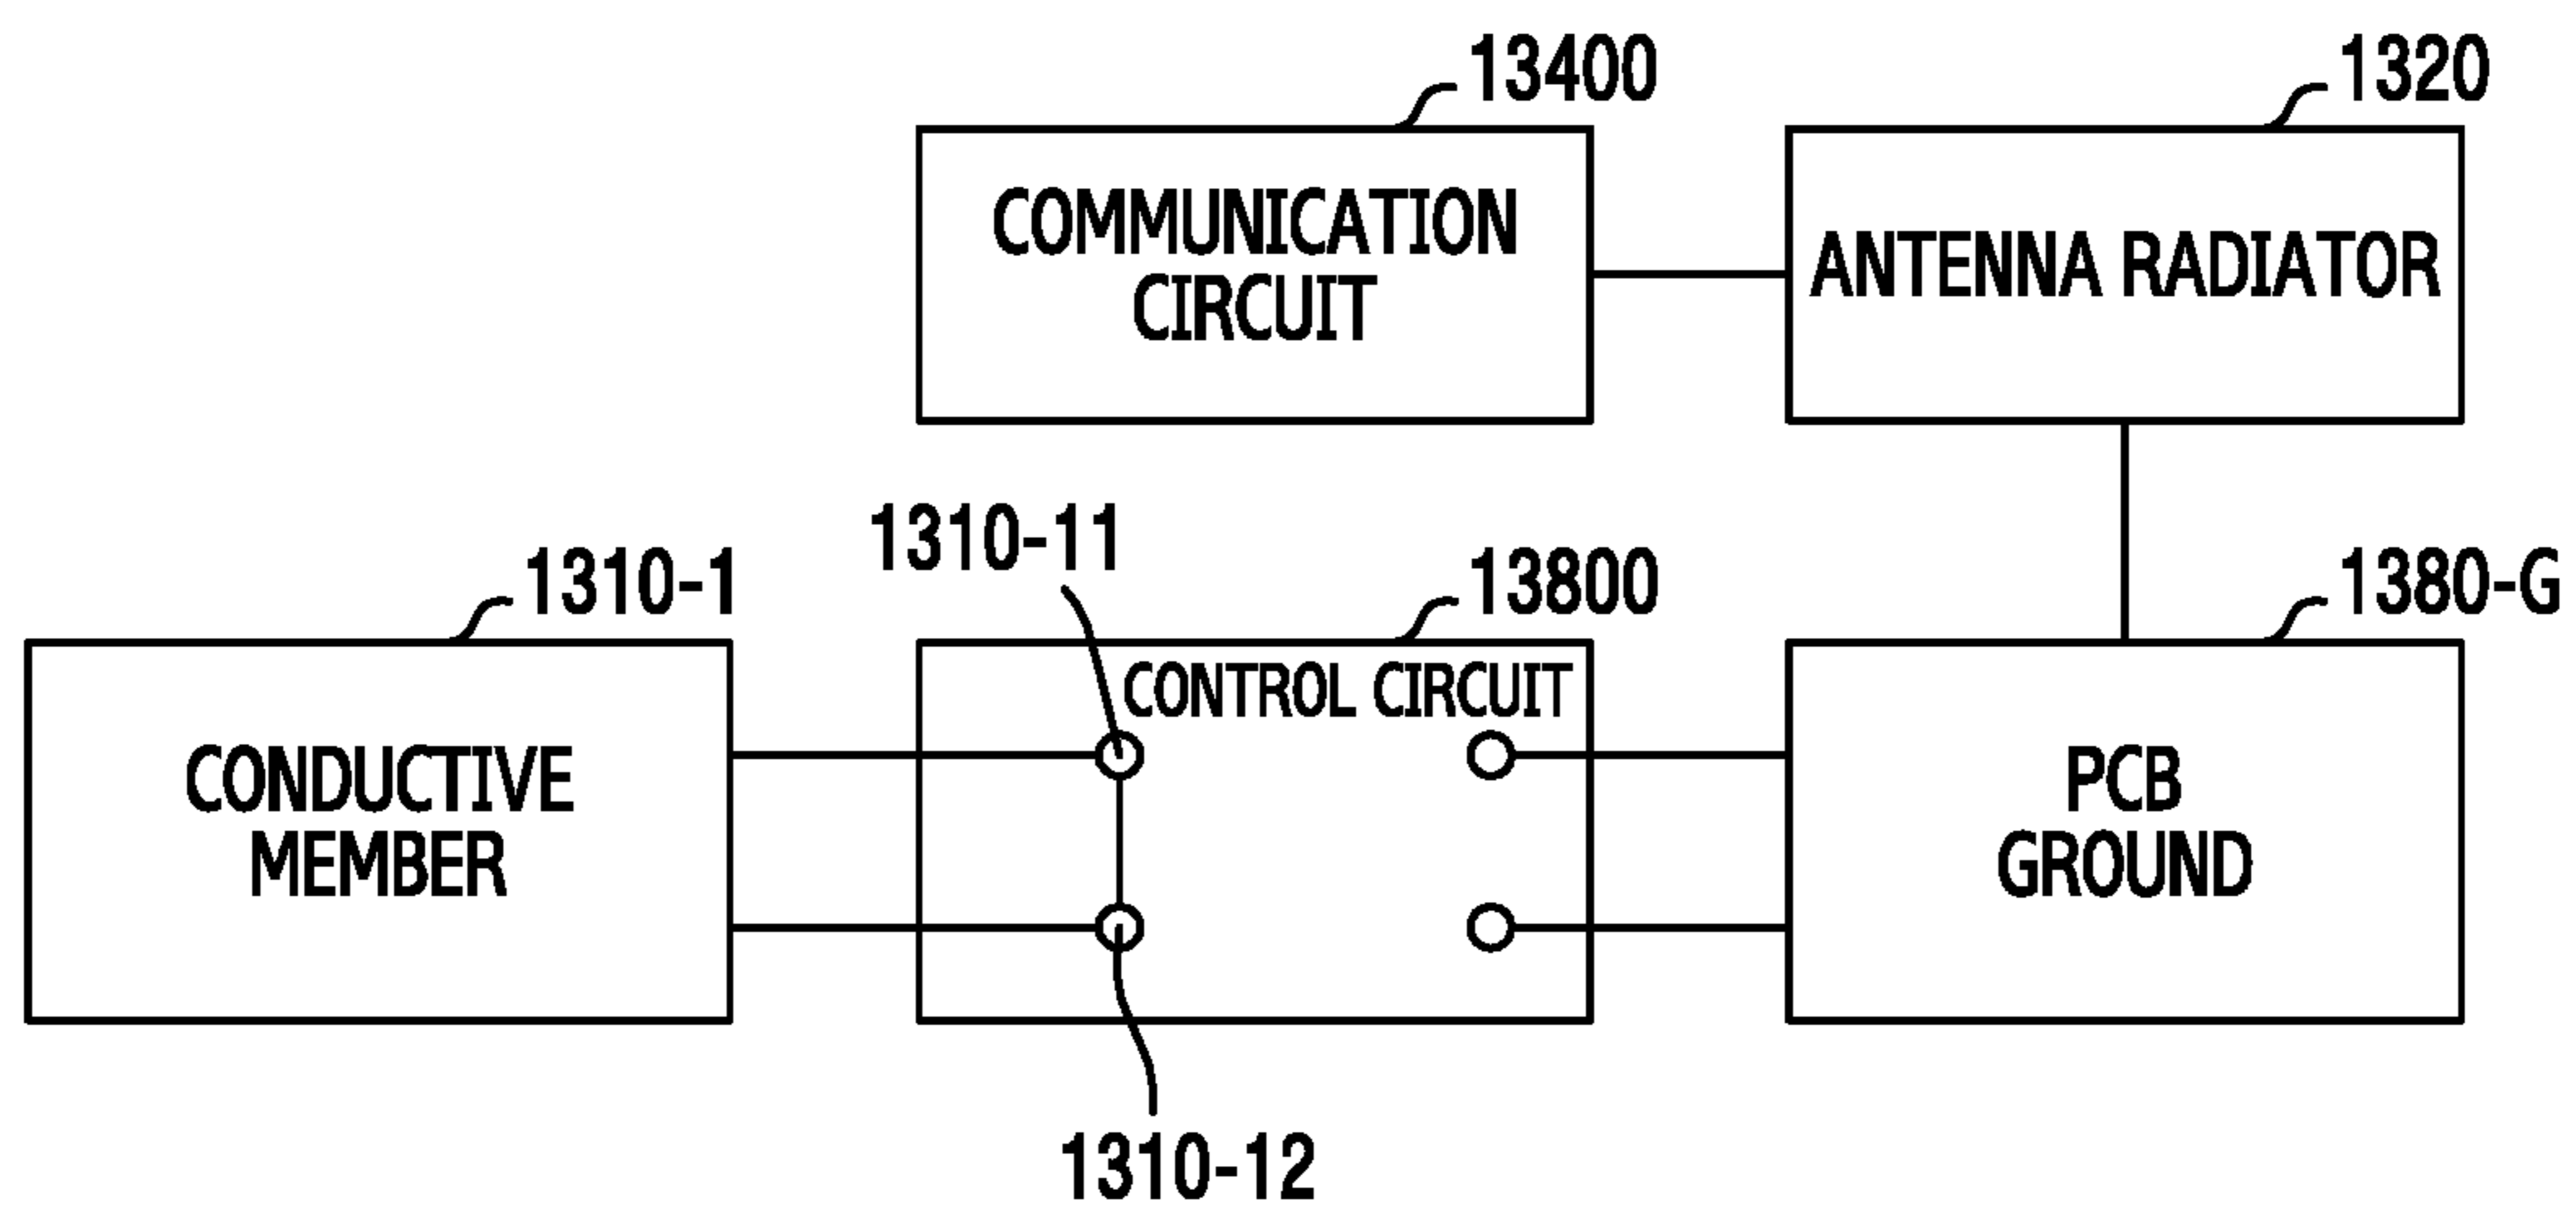 13400
1320
COMMUNICATION
CIRCUIT
ANTENNA RADIATOR
1310-11
1310-1
13800
1380-G
CONTROL CIRCUIT
CONDUCTIVE
MEMBER
PCB
GROUND
1310-12